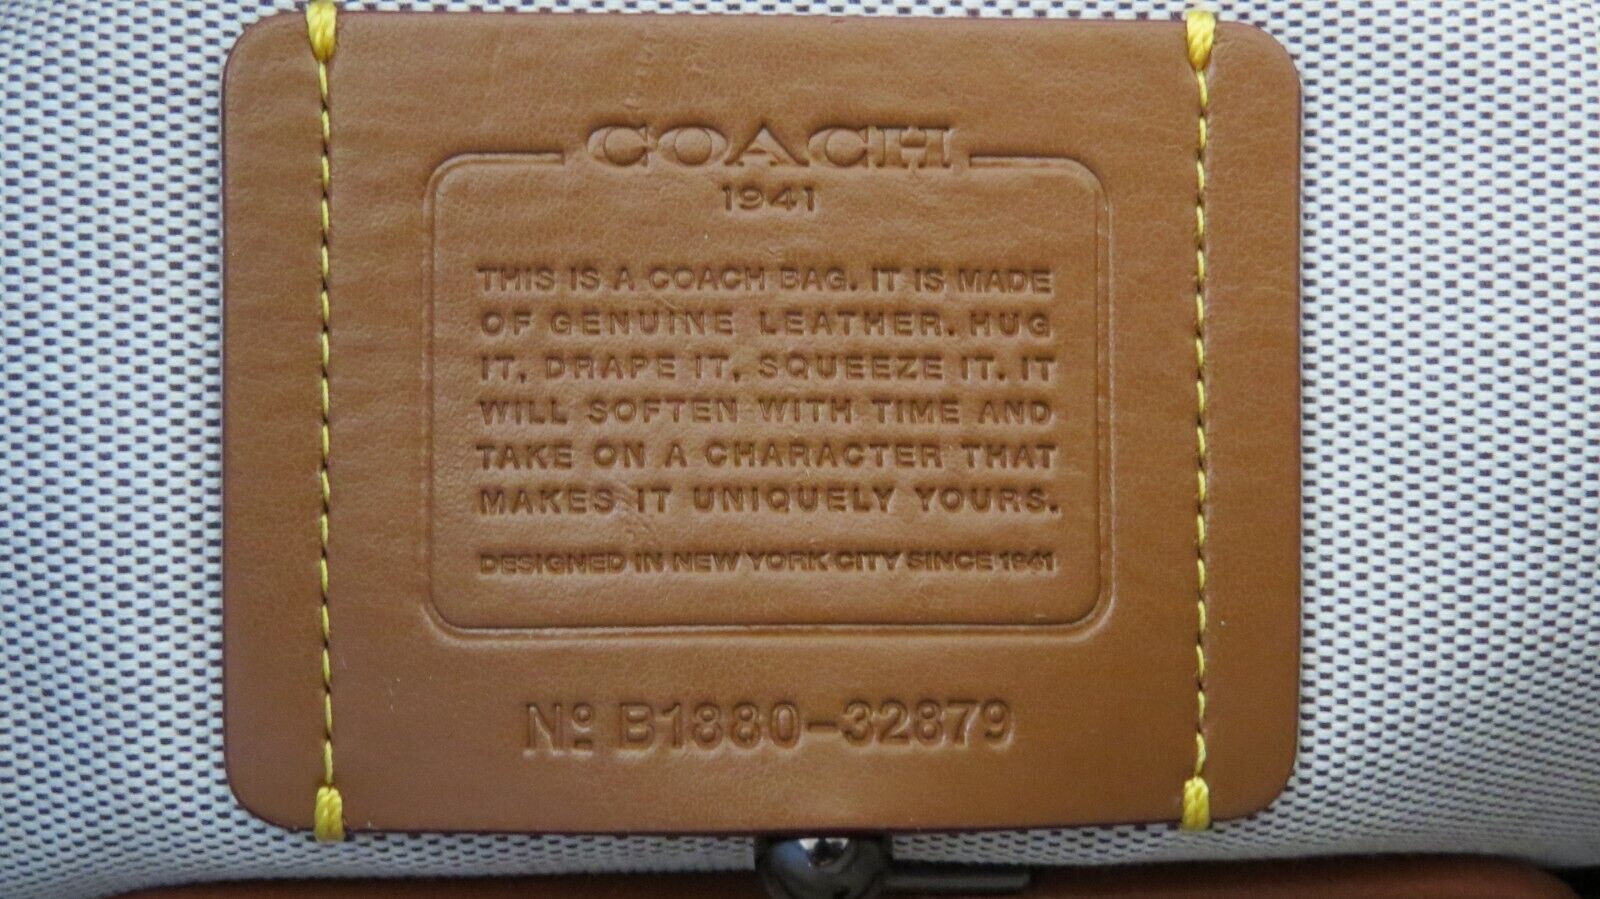 COACH
1941
THIS IS A COACH BAG. IT IS MADE
OF GENUINE LEATHER. HUG
IT, DRAPE IT, SQUEEZE IT. IT
WILL SOFTEN WITH TIME AND
TAKE ON A CHARACTER THAT
MAKES IT UNIQUELY YOURS.
DESIGNED IN NEW YORK CITY SINCE 1941
Nº B1880-32879